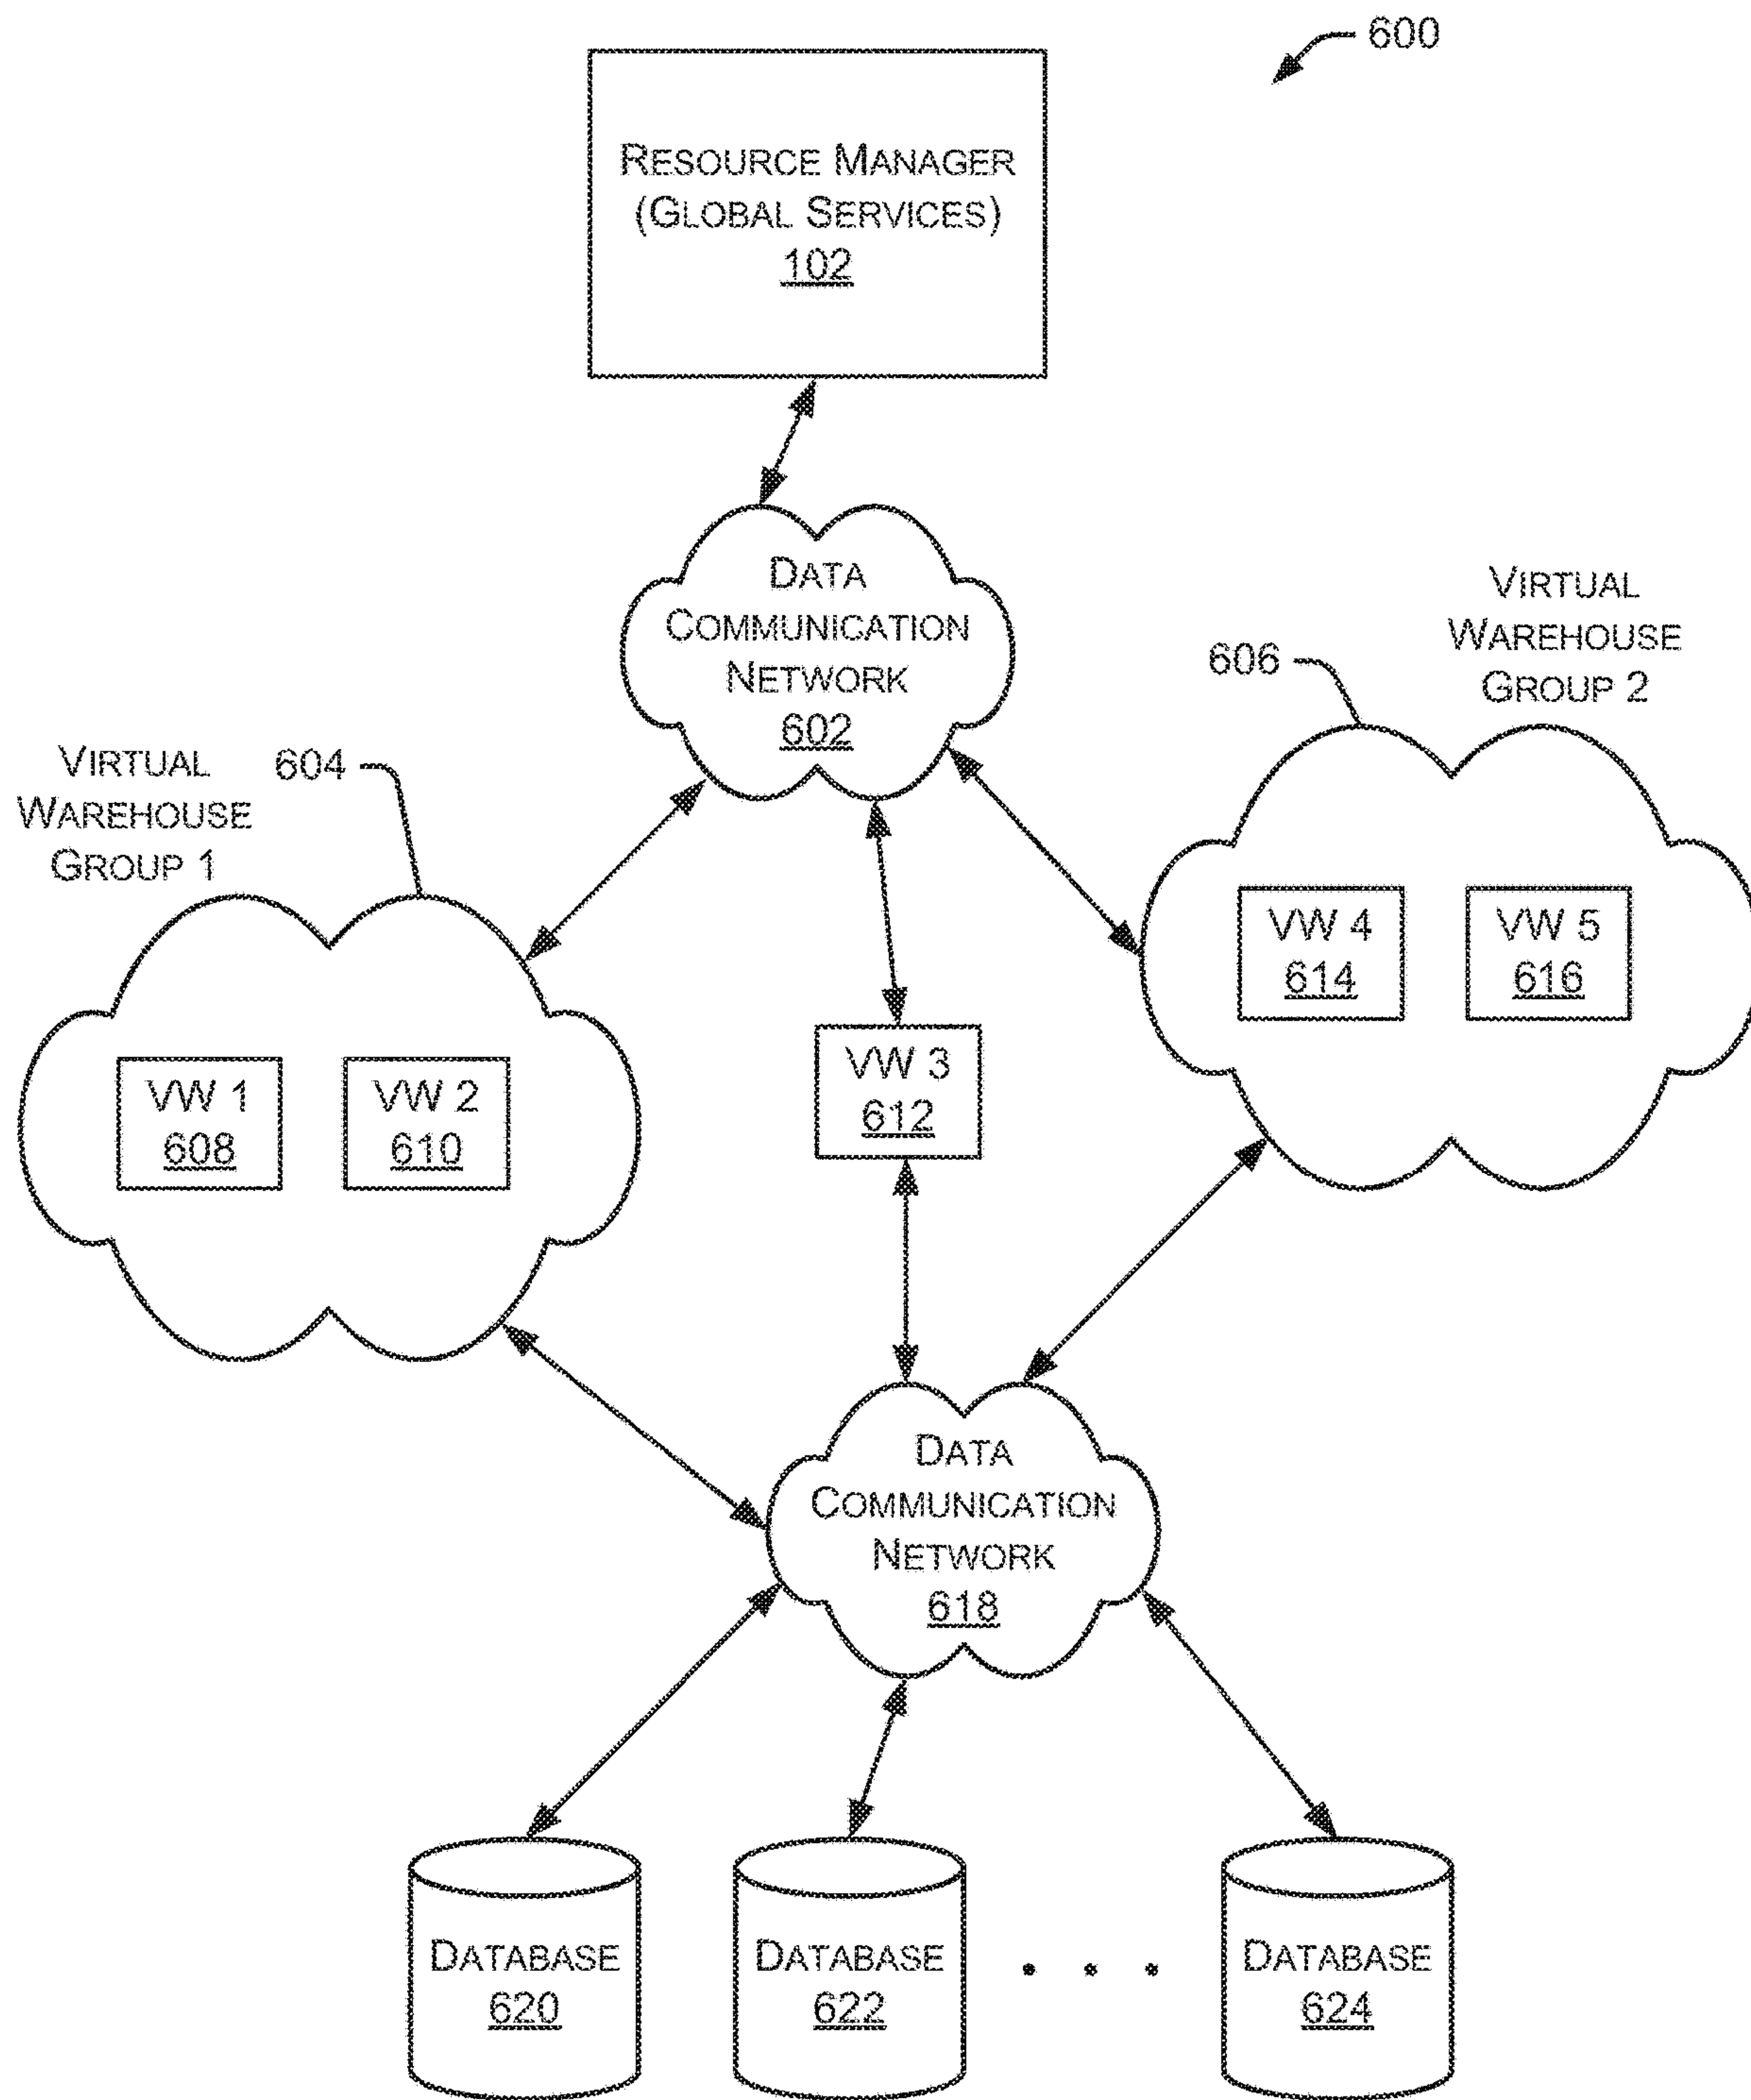 600
RESOURCE MANAGER
(GLOBAL SERVICES)
102
DATA
COMMUNICATION
NETWORK
602
VIRTUAL
WAREHOUSE
GROUP 2
606
VIRTUAL
WAREHOUSE
GROUP 1
604
VW 4
614
VW 5
616
VW 3
612
VW 1
608
VW 2
610
DATA
COMMUNICATION
NETWORK
618
DATABASE
620
DATABASE
622
. . .
DATABASE
624